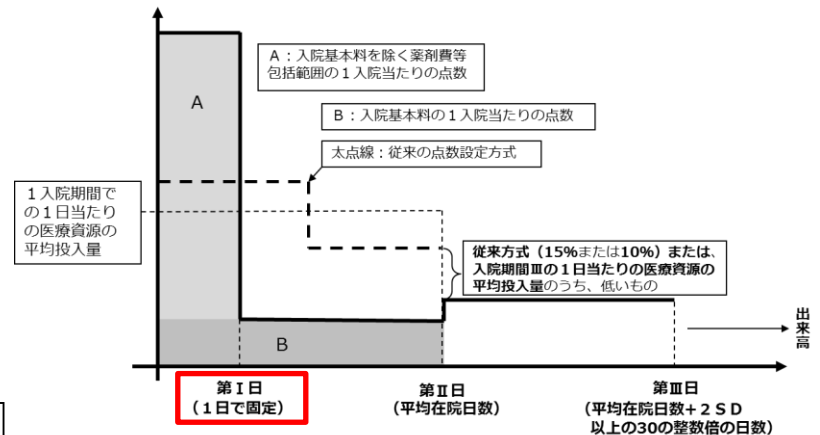 A:入院基本料を除く薬剤費等
包括範囲の1入院当たりの点数
A
B:入院基本料の1入院当たりの点数
太点線:従来の点数設定方式
1入院期間で
の1日当たり
の医療資源の
平均投入量
従来方式(15%または10%)または、
入院期間Ⅲの1日当たりの医療資源の
平均投入量のうち、低いもの
出来高
B
第Ⅰ日
(1日で固定)
第Ⅱ日
(平均在院日数)
第Ⅲ日
(平均在院日数+2SD
以上の30の整数倍の日数)